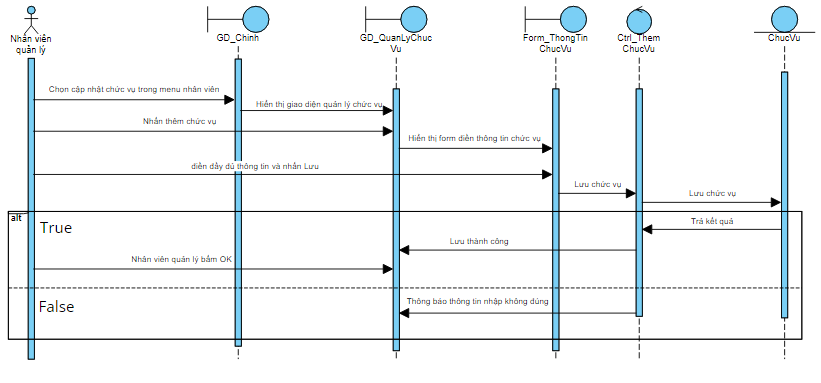 Nhân viên
quản lý
GD_Chinh
GD_QuanLyChuc
Vu
Form_ThongTin
ChucVu
Ctrl_Them
ChucVu
ChucVu
Chọn cập nhật chức vụ trong menu nhân viên
Hiển thị giao diện quản lý chức vụ
Nhấn thêm chức vụ
Hiển thị form điền thông tin chức vụ
điền đầy đủ thông tin và nhấn Lưu
Lưu chức vụ
Lưu chức vụ
alt
True
Trả kết quả
Lưu thành công
Nhân viên quản lý bấm OK
False
Thông báo thông tin nhập không đúng